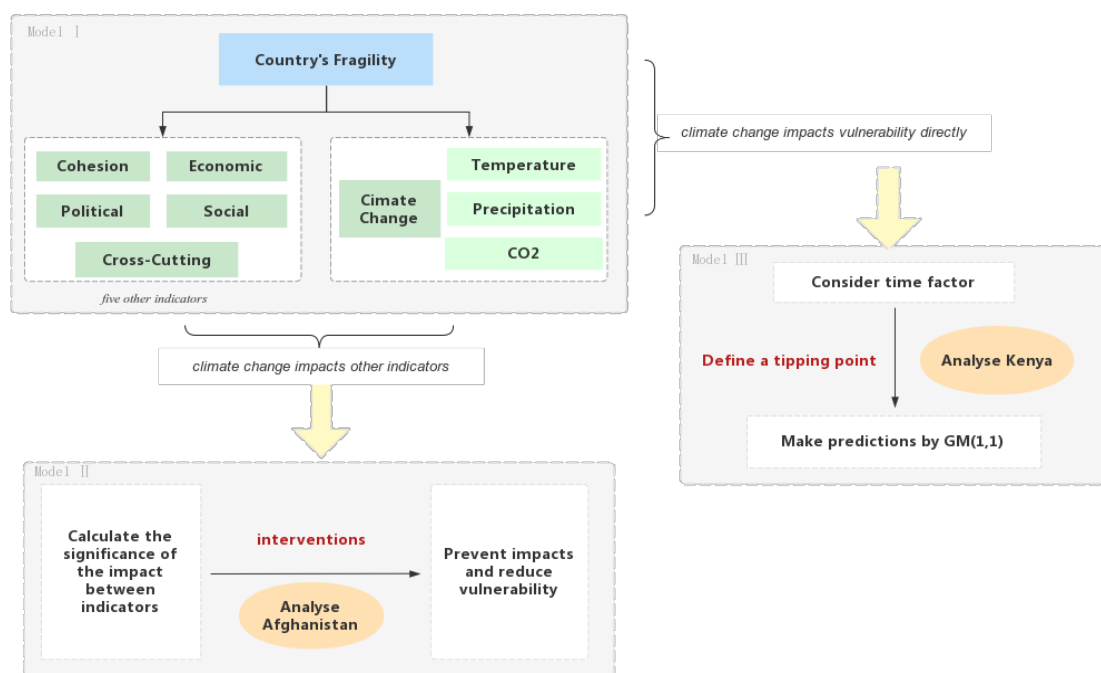 Model Ⅰ
Country's Fragility
Cohesion
Economic
Political
Social
Cross-Cutting
five other indicators
Cimate
Change
Temperature
Precipitation
CO2
climate change impacts vulnerability directly
climate change impacts other indicators
Model Ⅲ
Consider time factor
Define a tipping point
Analyse Kenya
Make predictions by GM(1,1)
Model Ⅱ
Calculate the
significance of
the impact
between
indicators
interventions
Analyse
Afghanistan
Prevent impacts
and reduce
vulnerability